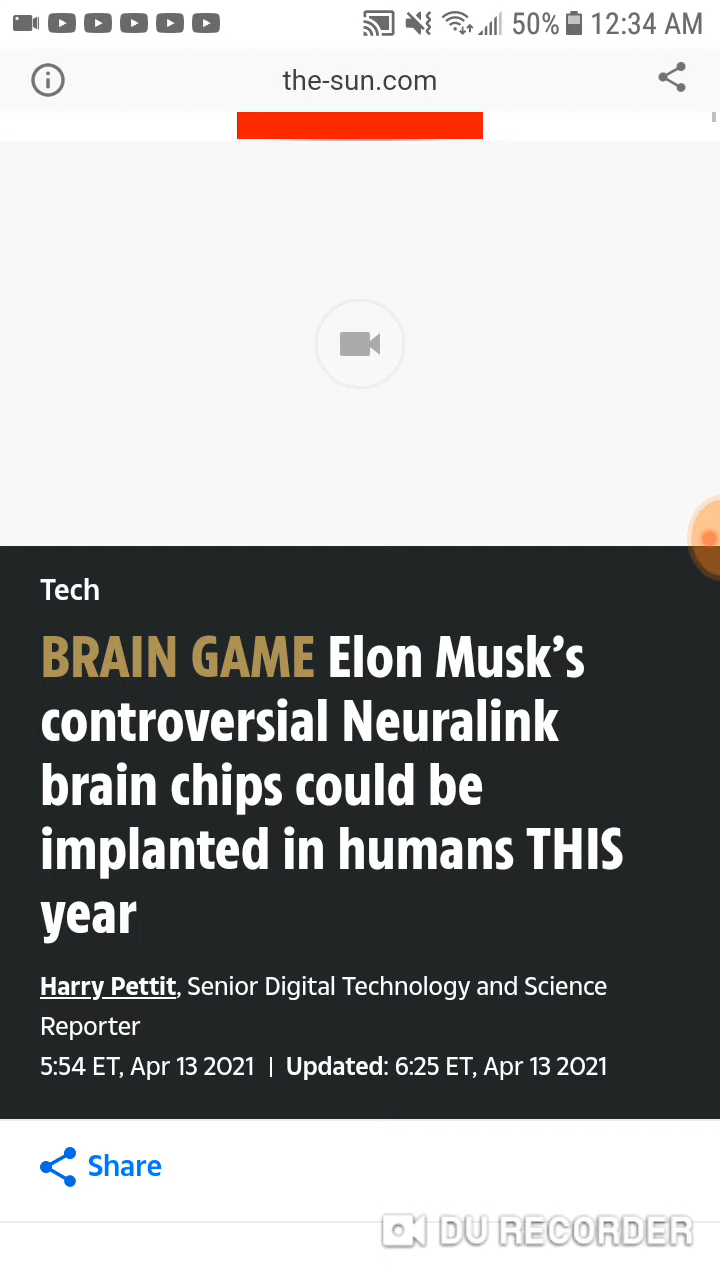 50% 12:34 AM
the-sun.com
Tech
BRAIN GAME Elon Musk’s
controversial Neuralink
brain chips could be
implanted in humans THIS
year
Harry Pettit, Senior Digital Technology and Science
Reporter
5:54 ET, Apr 13 2021 | Updated: 6:25 ET, Apr 13 2021
Share
DU RECORDER